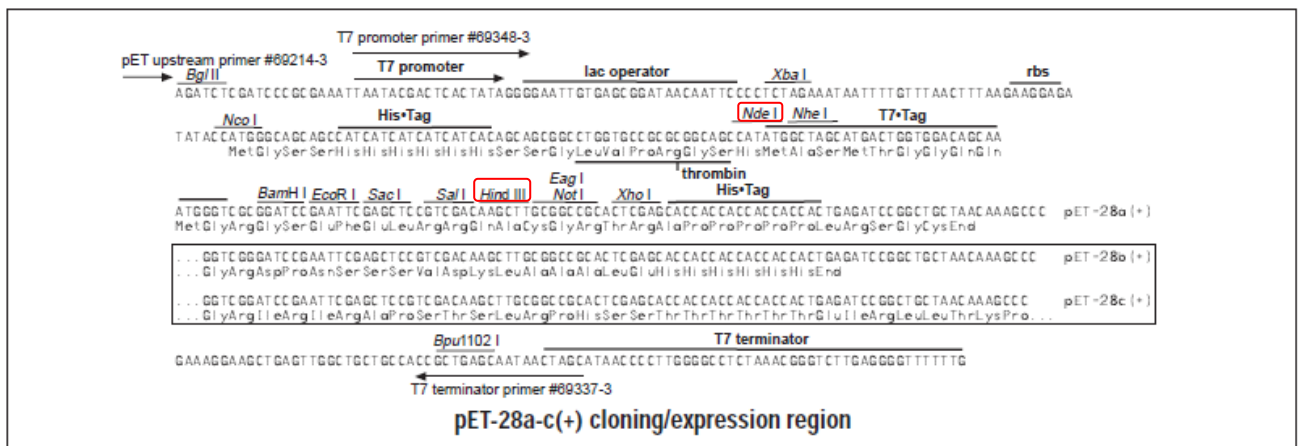 T7 promoter primer #69348-3
pET upstream primer #69214-3
Bgl II T7 promoter lac operator Xba I rbs
AGATCTCGATCCCGCGAAATTAATACGACTCACTATAGGGGAATTGTGAGCGGATAACAATTCCCCTCTAGAAATAATTTTGTTTAACTTTAAGAAGGAGA
Nco I His•Tag Nde I Nhe I T7•Tag
TATACCATGGGCAGCAGCCATCATCATCATCATCACAGCAGCGGCCTGGTGCCGCGCGGCAGCCATATGGCTAGCATGACTGGTGGACAGCAA
MetGlySerSerHisHisHisHisHisHisSerSerGlyLeuValProArgGlySerHisMetAlaSerMetThrGlyGlyGlnGln
thrombin
BamH I EcoR I Sac I Sal I Hind III Eag I Not I Xho I His•Tag
ATGGGTCGCGGATCCGAATTCGAGCTCCGTCGACAAGCTTGCGGCCGCACTCGAGCACCACCACCACCACCACTGAGATCCGGCTGCTAACAAAGCCC pET-28a(+)
MetGlyArgGlySerGluPheGluLeuArgArgGlnAlaCysGlyArgThrArgAlaProProProProProLeuArgSerGlyCysEnd
...GGTCGGGATCCGAATTCGAGCTCCGTCGACAAGCTTGCGGCCGCACTCGAGCACCACCACCACCACCACTGAGATCCGGCTGCTAACAAAGCCC pET-28b(+)
...GlyArgAspProAsnSerSerSerValAspLysLeuAlaAlaAlaLeuGluHisHisHisHisHisHisEnd
...GGTCGGATCCGAATTCGAGCTCCGTCGACAAGCTTGCGGCCGCACTCGAGCACCACCACCACCACCACTGAGATCCGGCTGCTAACAAAGCCC pET-28c(+)
...GlyArgIleArgIleArgAlaProSerThrSerLeuArgProHisSerSerThrThrThrThrThrThrGluIleArgLeuLeuThrLysPro...
Bpu1102 I T7 terminator
GAAAGGAAGCTGAGTTGGCTGCTGCCACCGCTGAGCAATAACTAGCATAACCCCTTGGGGCCTCTAAACGGGTCTTGAGGGGTTTTTTG
T7 terminator primer #69337-3
pET-28a-c(+) cloning/expression region